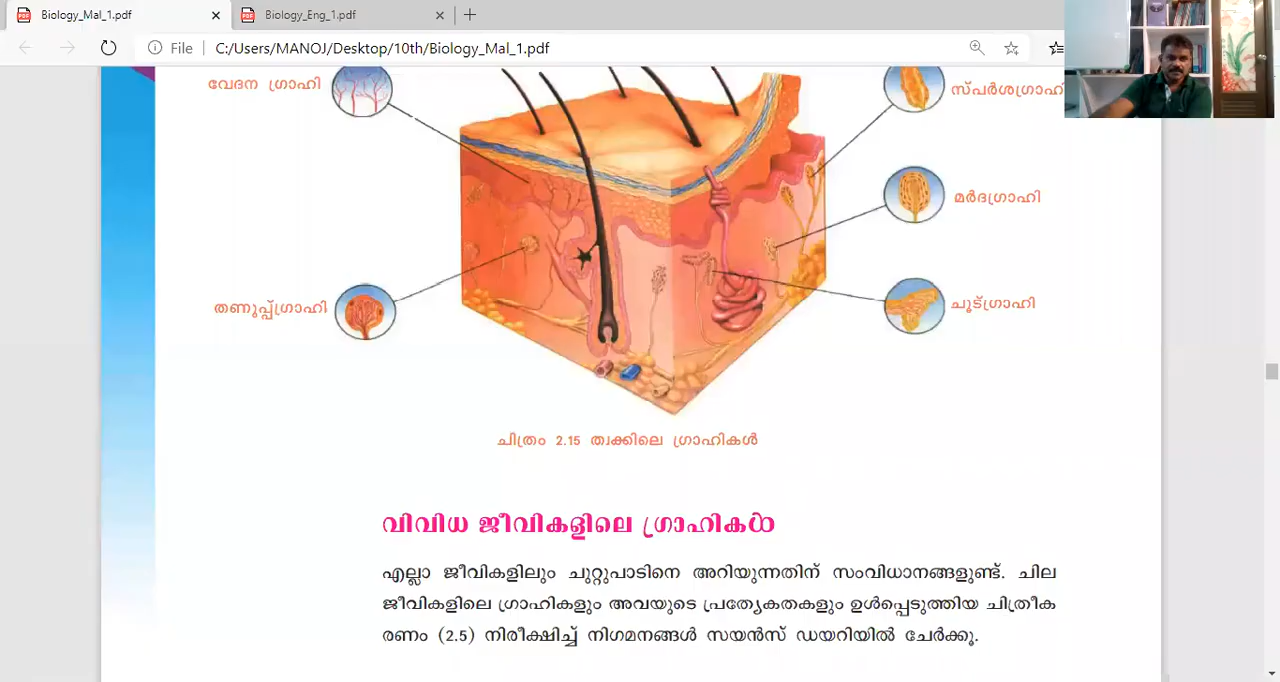 Biology_Mal_1.pdf
Biology_Eng_1.pdf
File
C:/Users/MANOJ/Desktop/10th/Biology_Mal_1.pdf
വേദന ഗ്രാഹി
സ്പർശഗ്രാഹി
മർദഗ്രാഹി
തണുപ്പ്ഗ്രാഹി
ചൂട്ഗ്രാഹി
ചിത്രം 2.15 ത്വക്കിലെ ഗ്രാഹികൾ
വിവിധ ജീവികളിലെ ഗ്രാഹികൾ
എല്ലാ ജീവികളിലും ചുറ്റുപാടിനെ അറിയുന്നതിന് സംവിധാനങ്ങളുണ്ട്. ചില
ജീവികളിലെ ഗ്രാഹികളും അവയുടെ പ്രത്യേകതകളും ഉൾപ്പെടുത്തിയ ചിത്രീക
രണം (2.5) നിരീക്ഷിച്ച് നിഗമനങ്ങൾ സയൻസ് ഡയറിയിൽ ചേർക്കൂ.